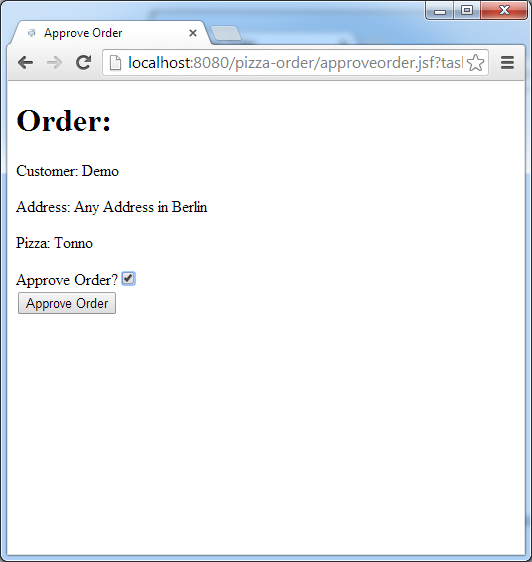 Approve Order
localhost:8080/pizza-order/approveorder.jsf?task
Order:
Customer: Demo
Address: Any Address in Berlin
Pizza: Tonno
Approve Order?
Approve Order